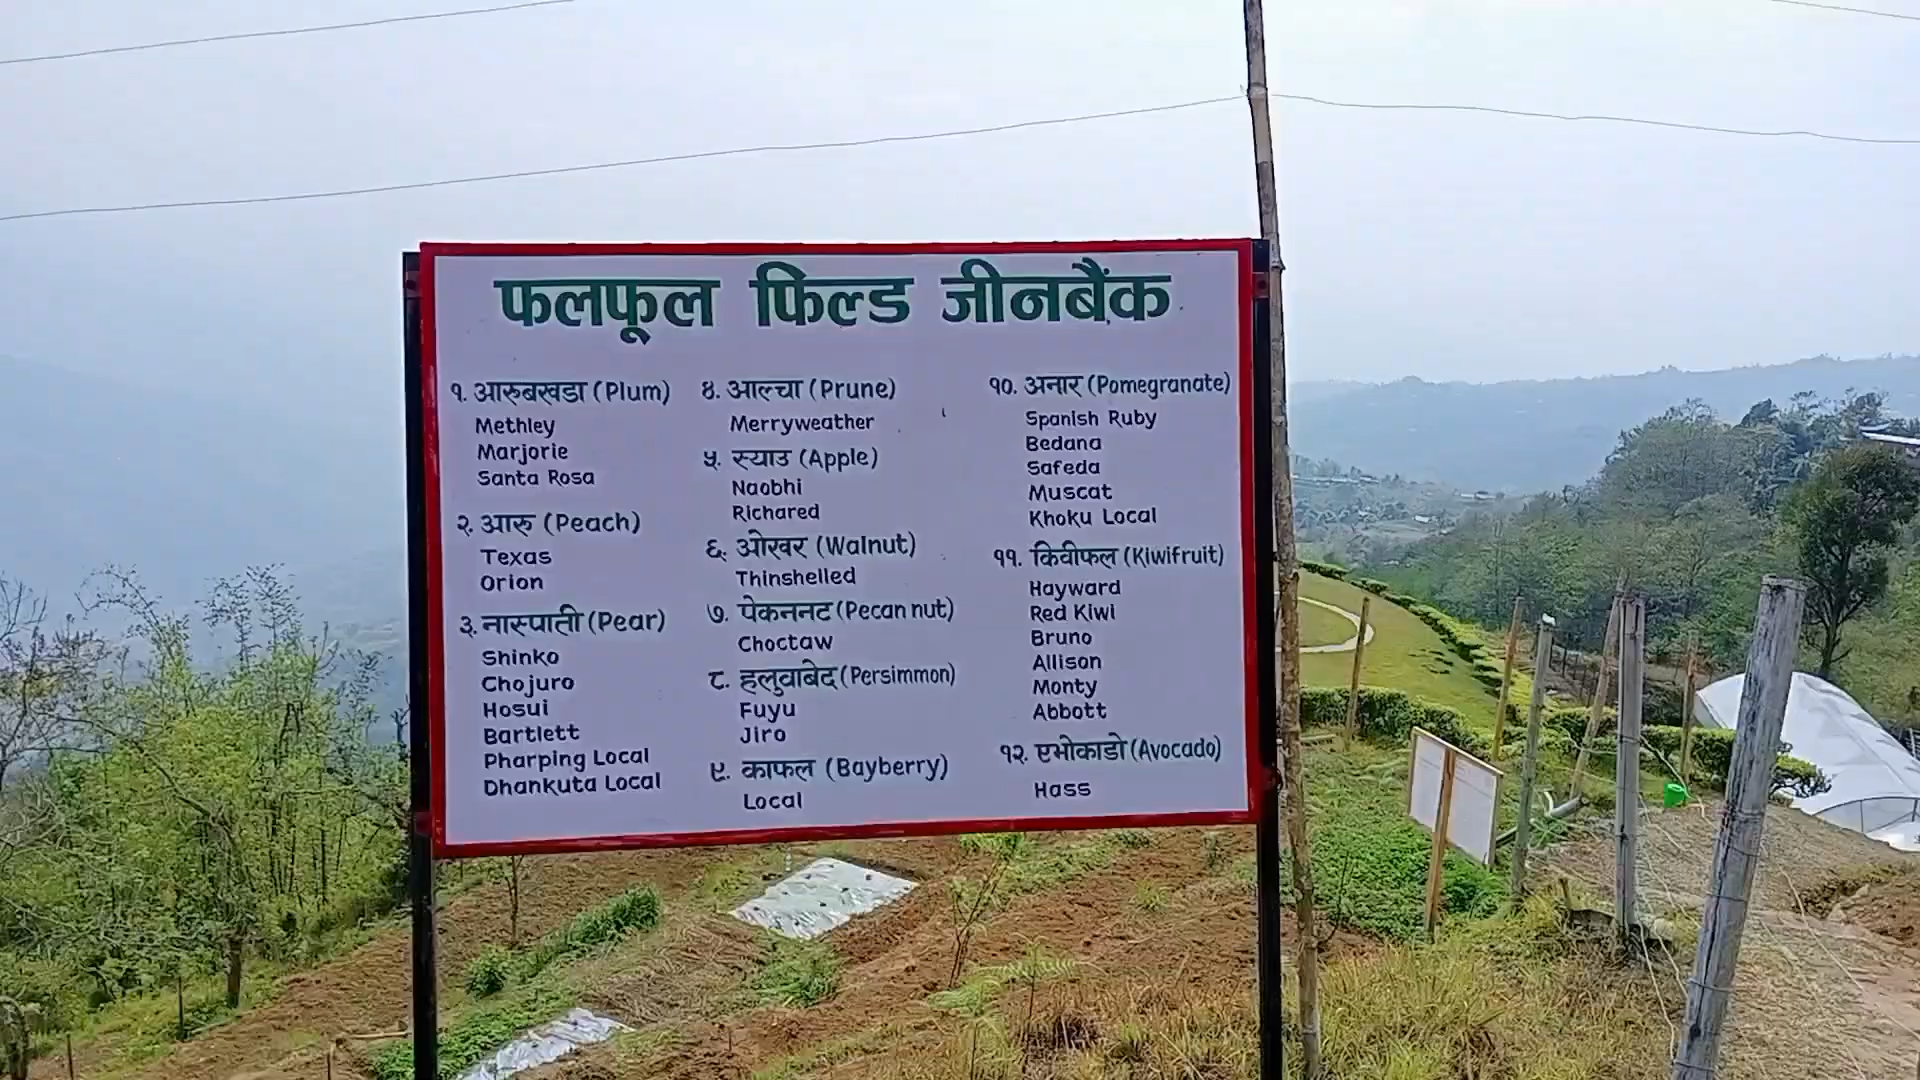 फलफूल फिल्ड जीनबैंक
१. आरुबखडा (Plum)
Methley
Marjorie
Santa Rosa
२. आरु (Peach)
Texas
Orion
३. नास्पाती (Pear)
Shinko
Chojuro
Hosui
Bartlett
Pharping Local
Dhankuta Local
४. आल्चा (Prune)
Merryweather
५. स्याउ (Apple)
Naobhi
Richared
६. ओखर (Walnut)
Thinshelled
७. पेकननट (Pecan nut)
Choctaw
८. हलुवाबेद (Persimmon)
Fuyu
Jiro
९. काफल (Bayberry)
Local
१०. अनार (Pomegranate)
Spanish Ruby
Bedana
Safeda
Muscat
Khoku Local
११. किवीफल (Kiwifruit)
Hayward
Red Kiwi
Bruno
Allison
Monty
Abbott
१२. एभोकाडो (Avocado)
Hass